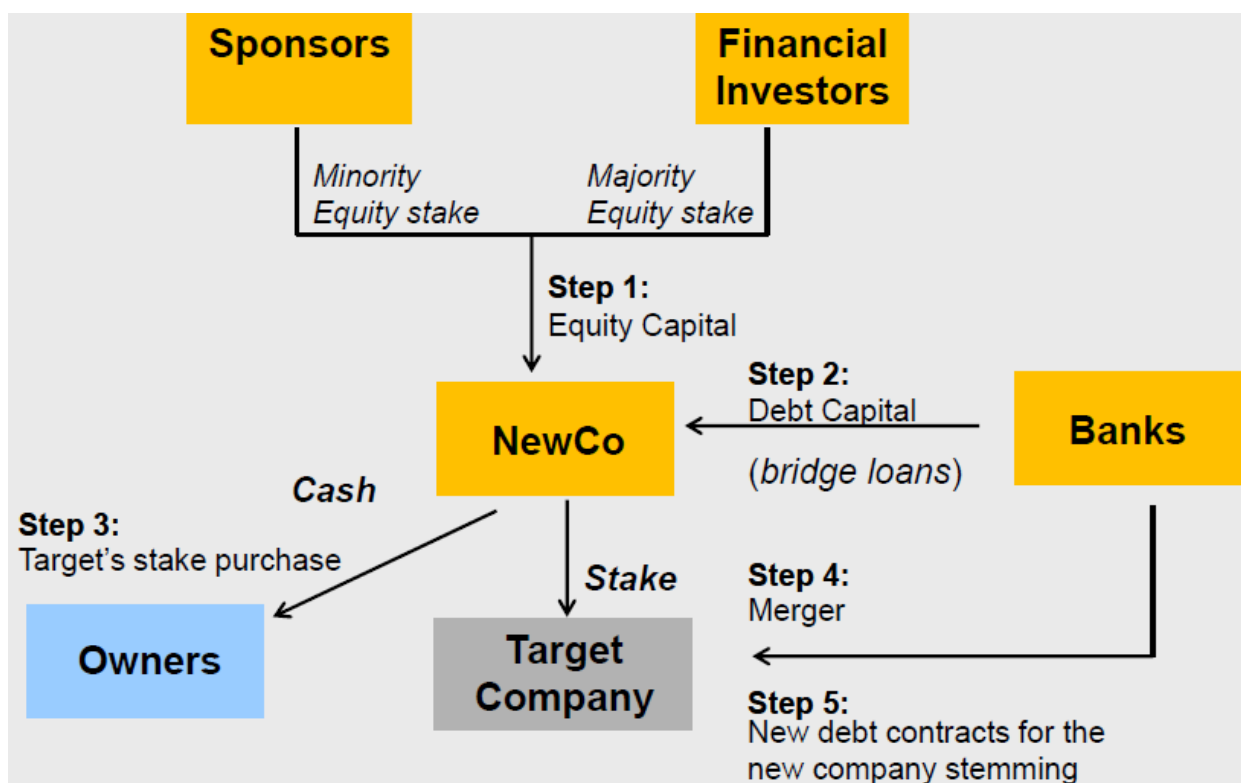 Sponsors
Financial
Investors
Minority
Equity stake
Majority
Equity stake
Step 1:
Equity Capital
Step 2:
Debt Capital
(bridge loans)
NewCo
Banks
Cash
Step 3:
Target's stake purchase
Stake
Step 4:
Merger
Owners
Target
Company
Step 5:
New debt contracts for the
new company stemming